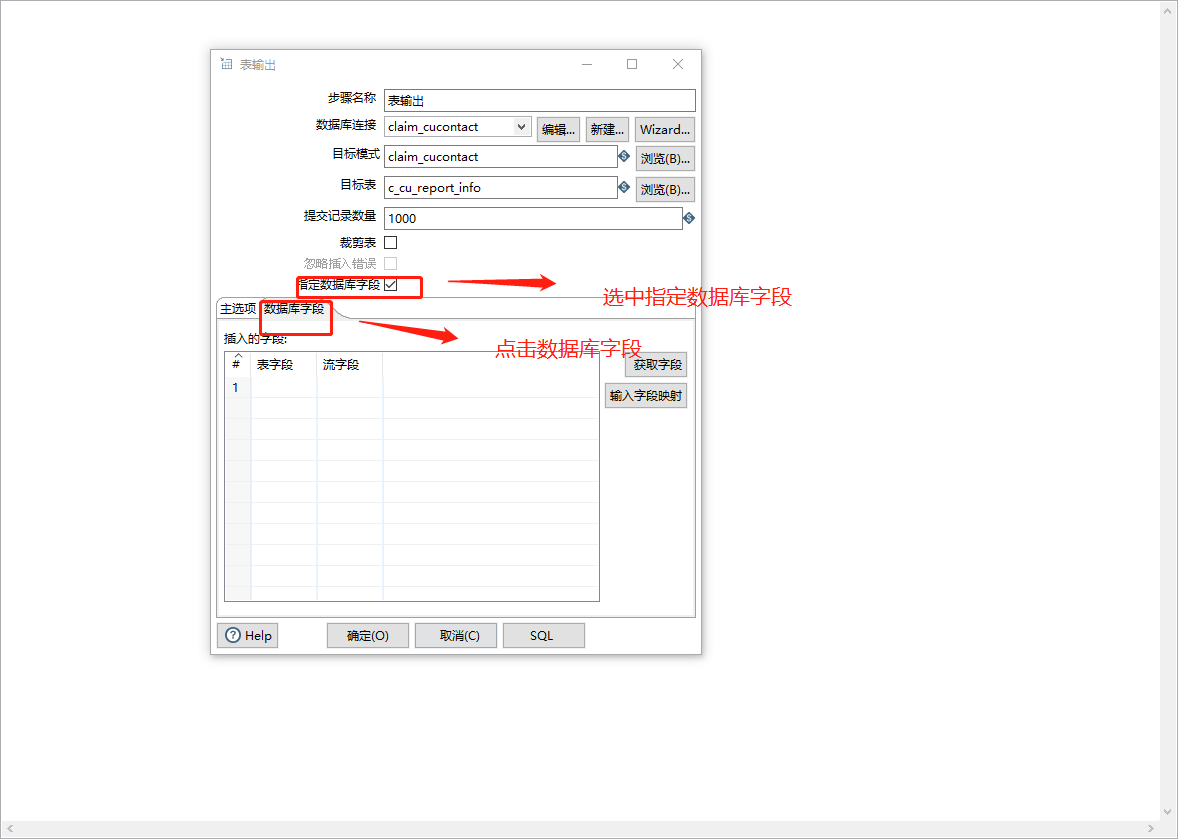 表输出
步骤名称 表输出
数据库连接 claim_cucontact 编辑... 新建... Wizard...
目标模式 claim_cucontact 浏览(B)...
目标表 c_cu_report_info 浏览(B)...
提交记录数量 1000
裁剪表
忽略插入错误
指定数据库字段
选中指定数据库字段
主选项 数据库字段
点击数据库字段
插入的字段:
# 表字段 流字段 获取字段
1
输入字段映射
Help 确定(O) 取消(C) SQL